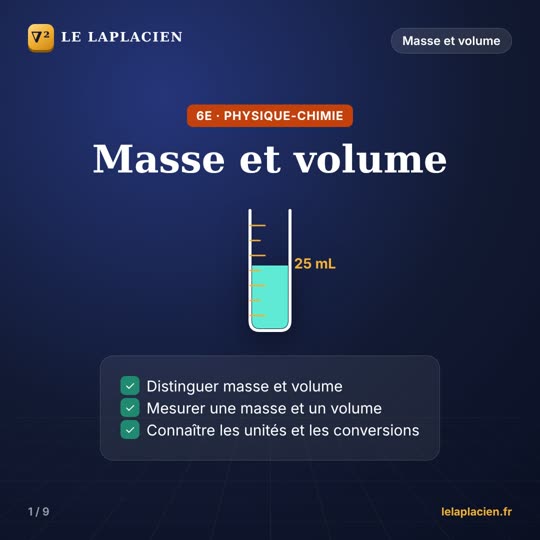 ∇² LE LAPLACIEN
Masse et volume
6E · PHYSIQUE-CHIMIE
Masse et volume
25 mL
Distinguer masse et volume
Mesurer une masse et un volume
Connaître les unités et les conversions
1 / 9
lelaplacien.fr